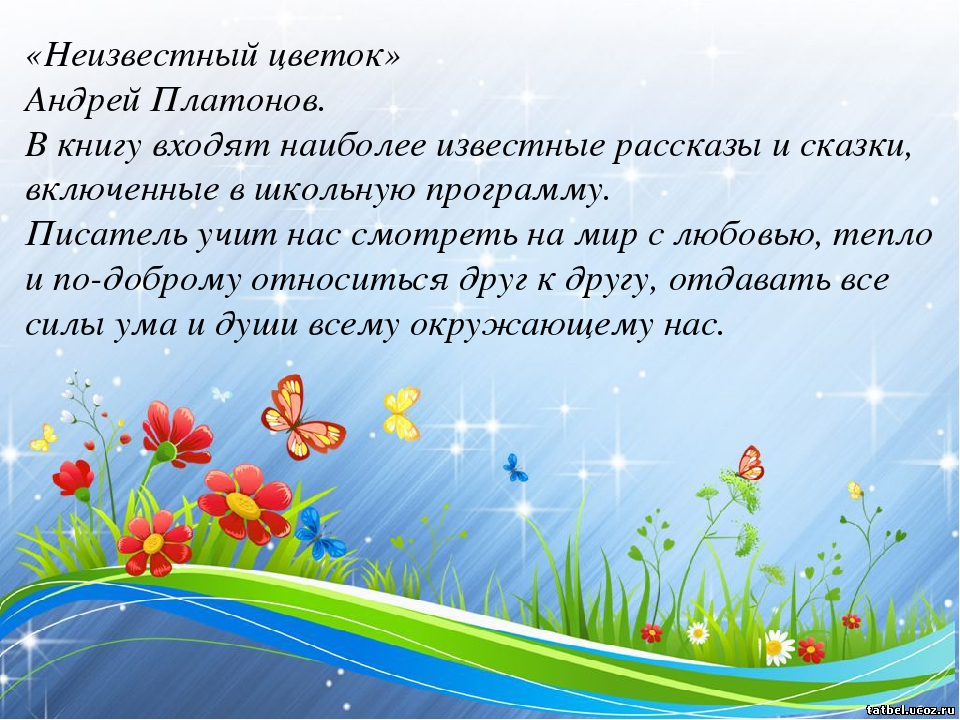 «Неизвестный цветок»
Андрей Платонов.
В книгу входят наиболее известные рассказы и сказки,
включенные в школьную программу.
Писатель учит нас смотреть на мир с любовью, тепло
и по-доброму относиться друг к другу, отдавать все
силы ума и души всему окружающему нас.
tatbel.ucoz.ru